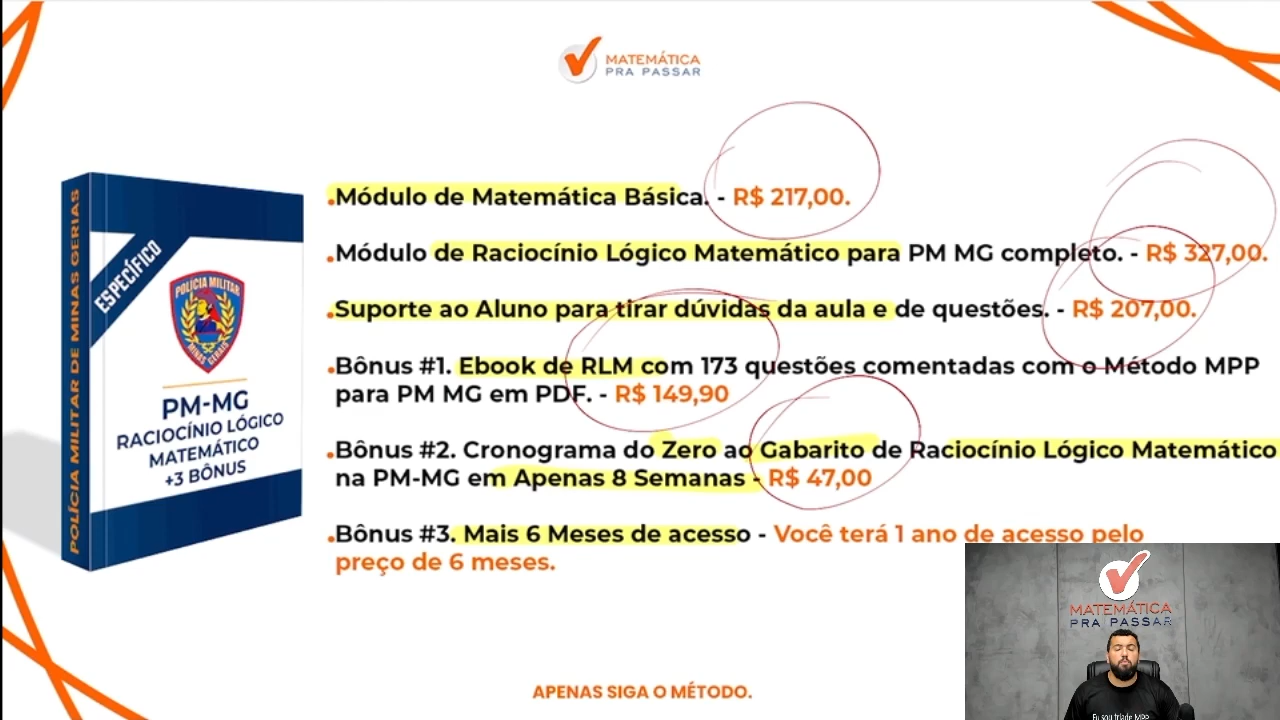 MATEMÁTICA
PRA PASSAR
.Módulo de Matemática Básica. - R$ 217,00.
.Módulo de Raciocínio Lógico Matemático para PM MG completo. - R$ 327,00.
.Suporte ao Aluno para tirar dúvidas da aula e de questões. - R$ 207,00.
.Bônus #1. Ebook de RLM com 173 questões comentadas com o Método MPP
para PM MG em PDF. - R$ 149,90
.Bônus #2. Cronograma do Zero ao Gabarito de Raciocínio Lógico Matemático
na PM-MG em Apenas 8 Semanas - R$ 47,00
.Bônus #3. Mais 6 Meses de acesso - Você terá 1 ano de acesso pelo
preço de 6 meses.
POLÍCIA MILITAR DE MINAS GERIAS
ESPECÍFICO
POLÍCIA MILITAR
MINAS GERAIS
PM-MG
RACIOCÍNIO LÓGICO
MATEMÁTICO
+3 BÔNUS
MATEMÁTICA
PRA PASSAR
Eu sou tríade MPP
APENAS SIGA O MÉTODO.